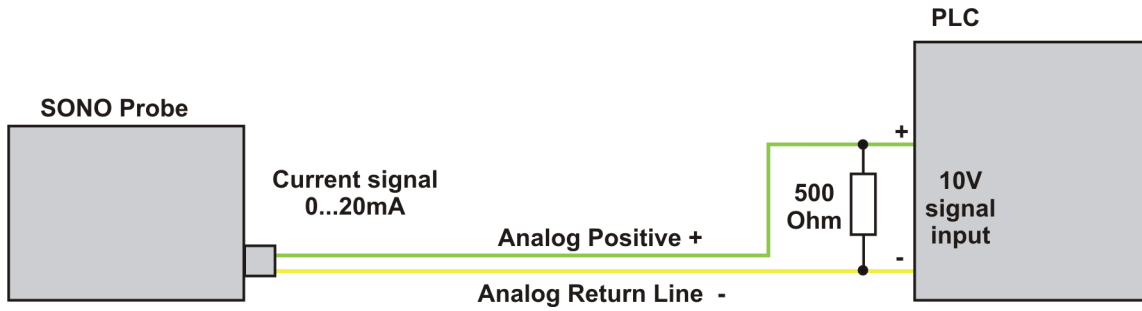 PLC
SONO Probe
+
Current signal
0...20mA
500
Ohm
10V
signal
input
Analog Positive +
-
Analog Return Line -